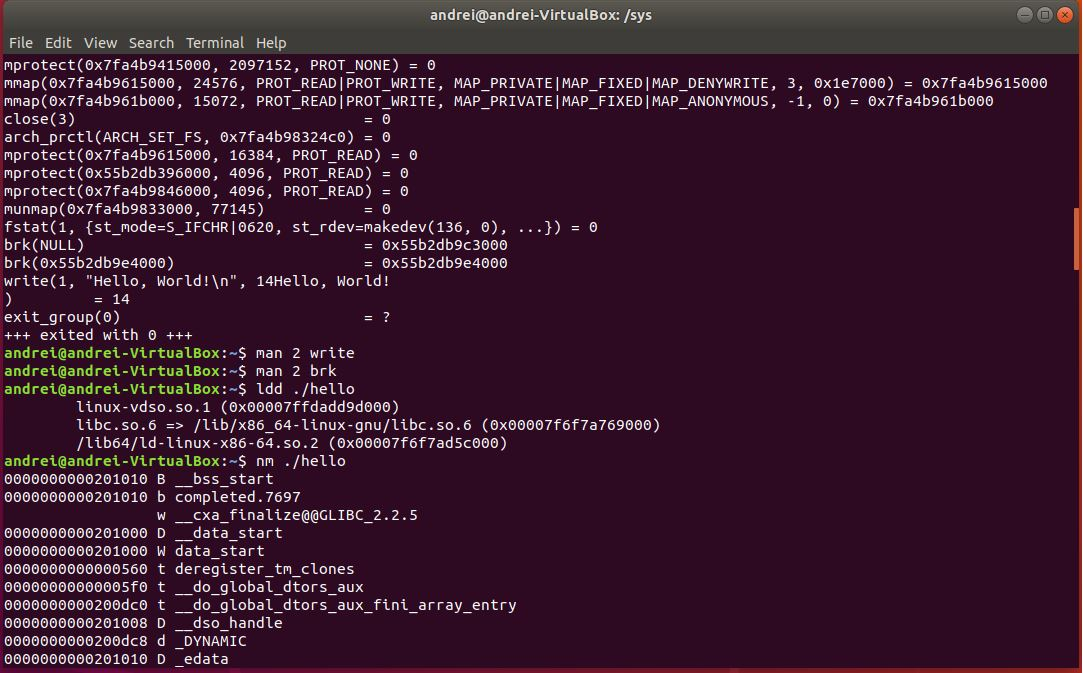 andrei@andrei-VirtualBox: /sys
File Edit View Search Terminal Help
mprotect(0x7fa4b9415000, 2097152, PROT_NONE) = 0
mmap(0x7fa4b9615000, 24576, PROT_READ|PROT_WRITE, MAP_PRIVATE|MAP_FIXED|MAP_DENYWRITE, 3, 0x1e7000) = 0x7fa4b9615000
mmap(0x7fa4b961b000, 15072, PROT_READ|PROT_WRITE, MAP_PRIVATE|MAP_FIXED|MAP_ANONYMOUS, -1, 0) = 0x7fa4b961b000
close(3)                                = 0
arch_prctl(ARCH_SET_FS, 0x7fa4b98324c0) = 0
mprotect(0x7fa4b9615000, 16384, PROT_READ) = 0
mprotect(0x55b2db396000, 4096, PROT_READ) = 0
mprotect(0x7fa4b9846000, 4096, PROT_READ) = 0
munmap(0x7fa4b9833000, 77145)           = 0
fstat(1, {st_mode=S_IFCHR|0620, st_rdev=makedev(136, 0), ...}) = 0
brk(NULL)                               = 0x55b2db9c3000
brk(0x55b2db9e4000)                     = 0x55b2db9e4000
write(1, "Hello, World!\n", 14Hello, World!
)         = 14
exit_group(0)                           = ?
+++ exited with 0 +++
andrei@andrei-VirtualBox:~$ man 2 write
andrei@andrei-VirtualBox:~$ man 2 brk
andrei@andrei-VirtualBox:~$ ldd ./hello
        linux-vdso.so.1 (0x00007ffdadd9d000)
        libc.so.6 => /lib/x86_64-linux-gnu/libc.so.6 (0x00007f6f7a769000)
        /lib64/ld-linux-x86-64.so.2 (0x00007f6f7ad5c000)
andrei@andrei-VirtualBox:~$ nm ./hello
0000000000201010 B __bss_start
0000000000201010 b completed.7697
                 w __cxa_finalize@@GLIBC_2.2.5
0000000000201000 D __data_start
0000000000201000 W data_start
0000000000000560 t deregister_tm_clones
00000000000005f0 t __do_global_dtors_aux
0000000000200dc0 t __do_global_dtors_aux_fini_array_entry
0000000000201008 D __dso_handle
0000000000200dc8 d _DYNAMIC
0000000000201010 D _edata